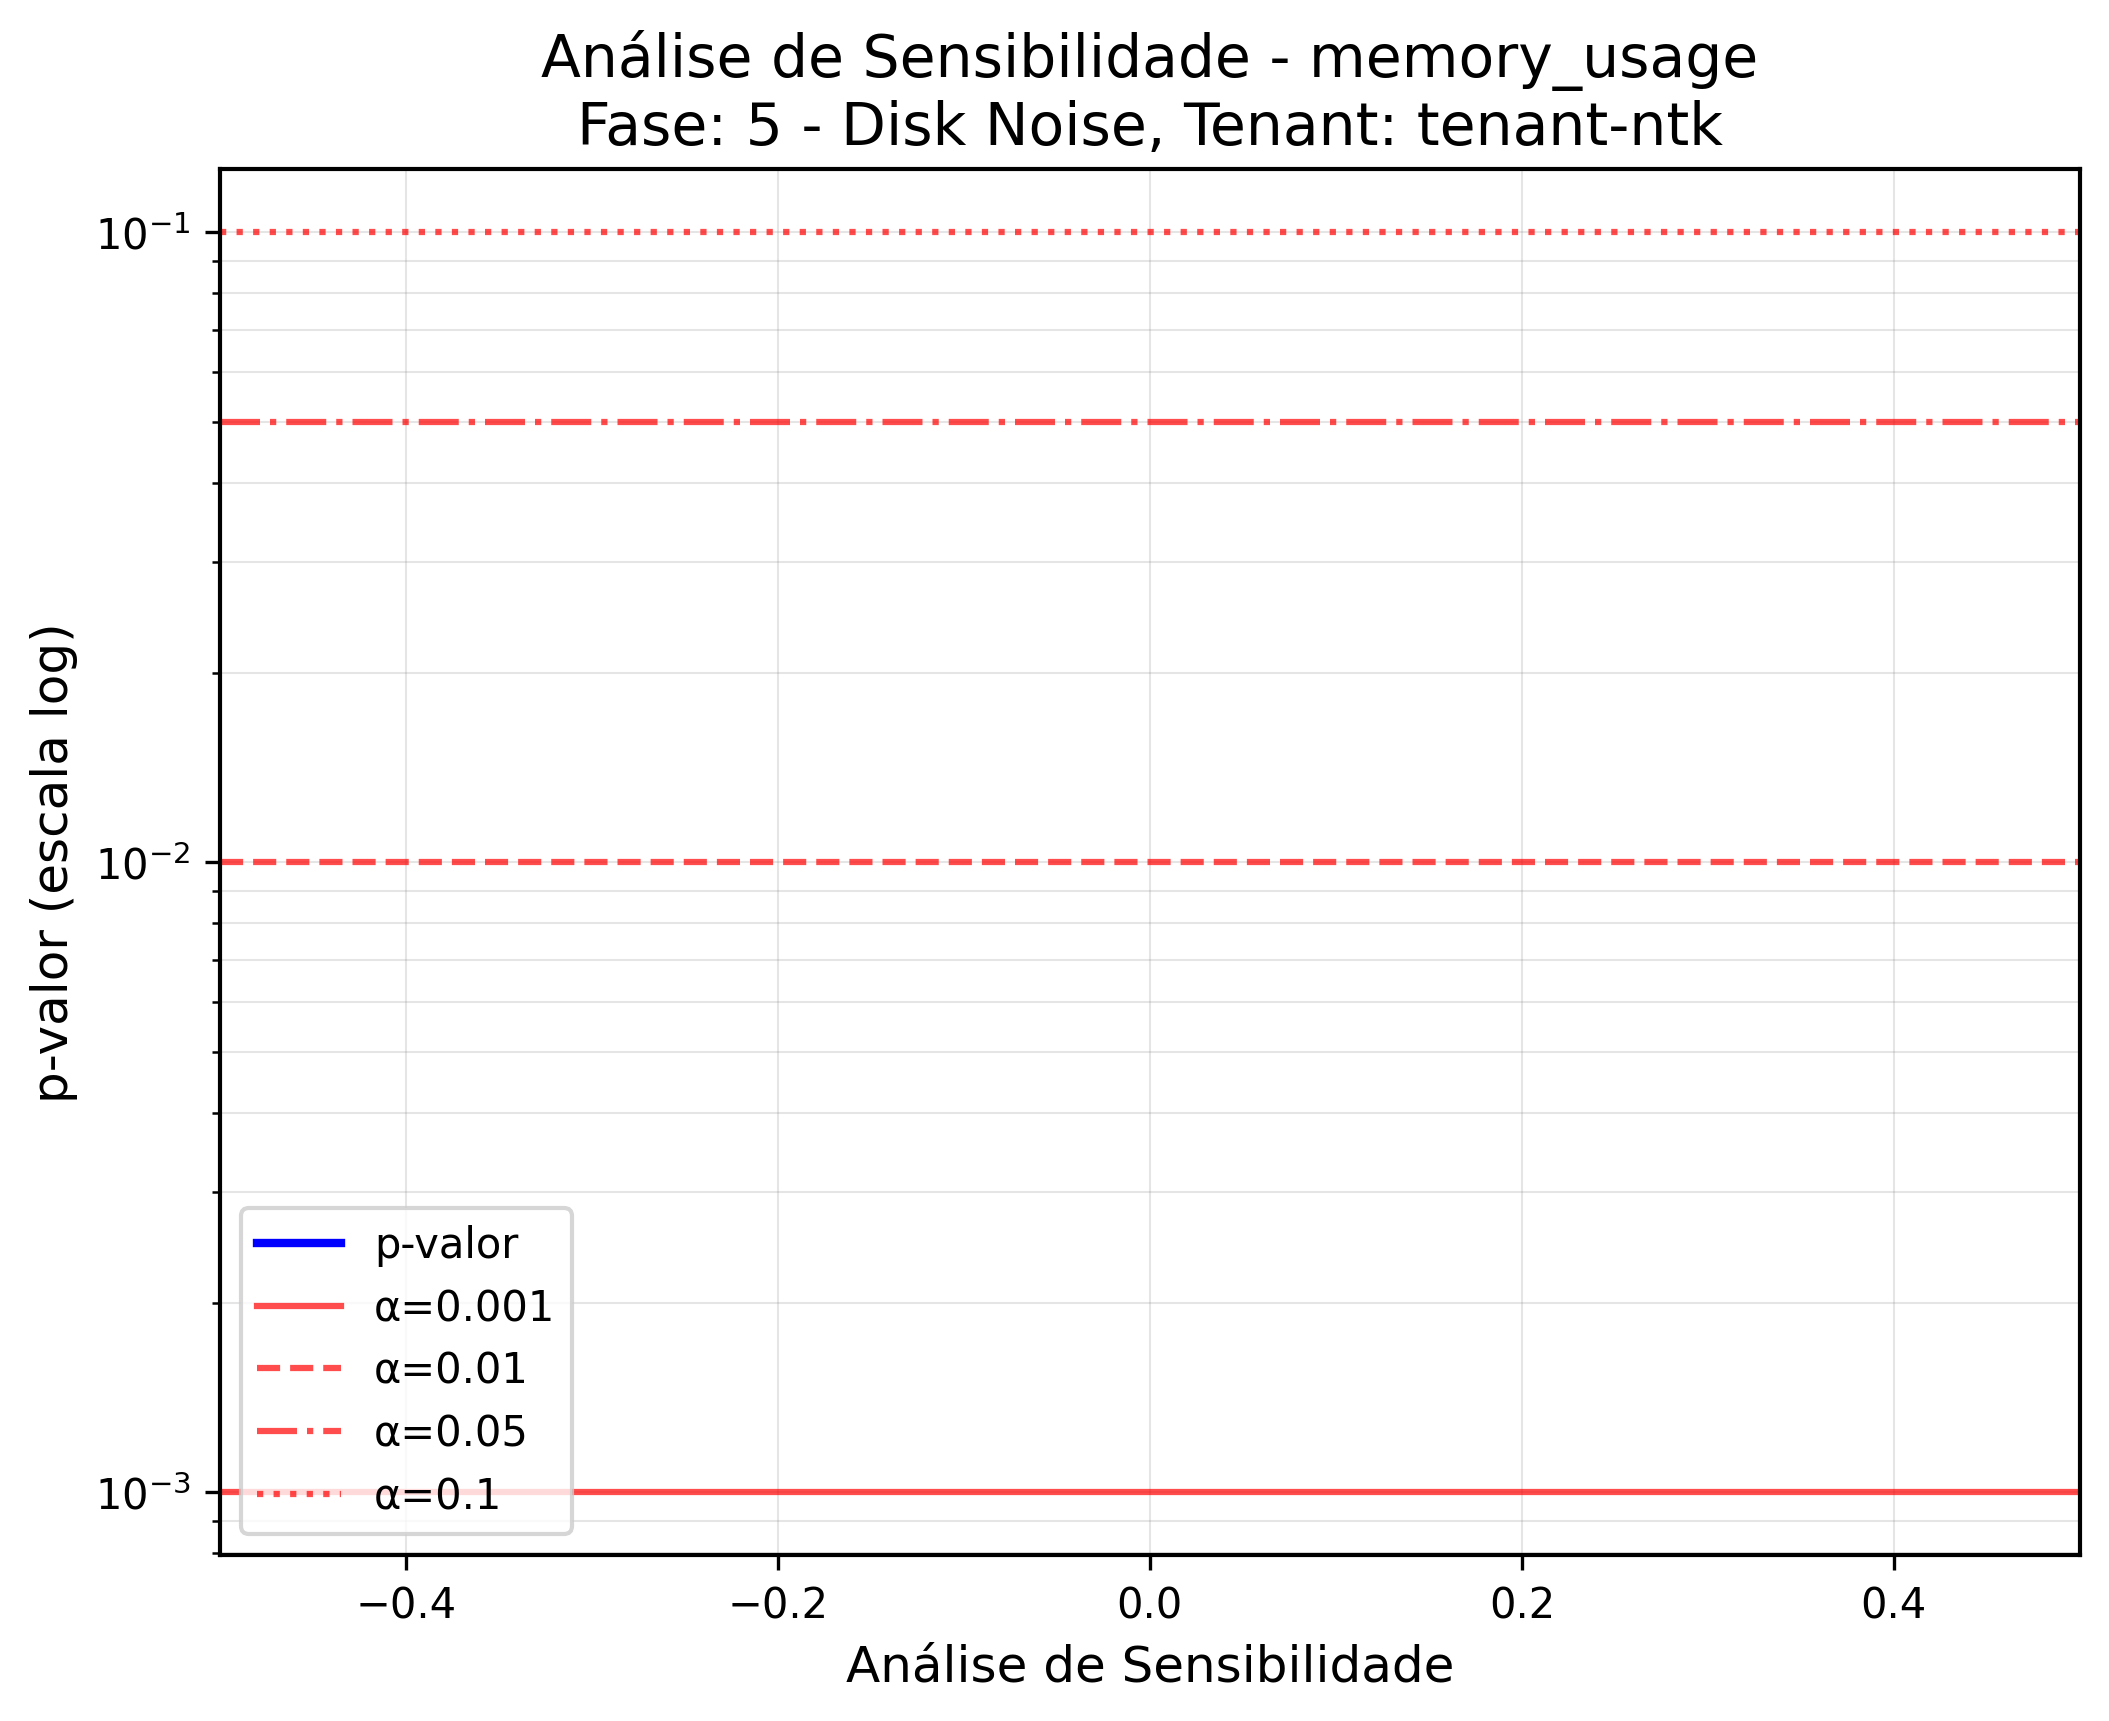 Análise de Sensibilidade - memory_usage
Fase: 5 - Disk Noise, Tenant: tenant-ntk
p-valor (escala log)
10⁻¹
10⁻²
10⁻³
p-valor
α=0.001
α=0.01
α=0.05
α=0.1
−0.4
−0.2
0.0
0.2
0.4
Análise de Sensibilidade